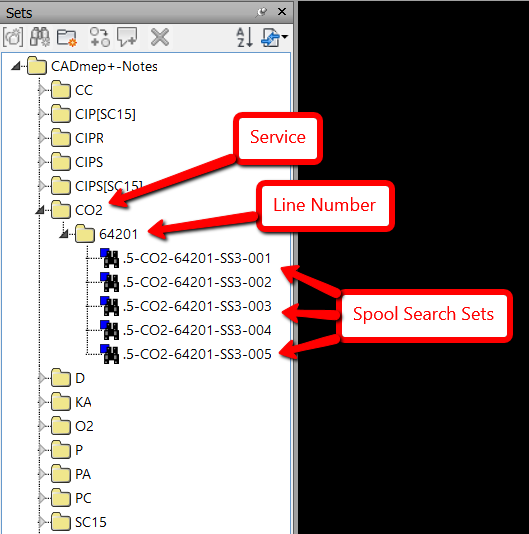 Sets
CADmep+-Notes
CC
CIP[SC15]
CIPR
CIPS
CIPS[SC15]
CO2
64201
.5-CO2-64201-SS3-001
.5-CO2-64201-SS3-002
.5-CO2-64201-SS3-003
.5-CO2-64201-SS3-004
.5-CO2-64201-SS3-005
D
KA
O2
P
PA
PC
SC15
Service
Line Number
Spool Search Sets
A
Z